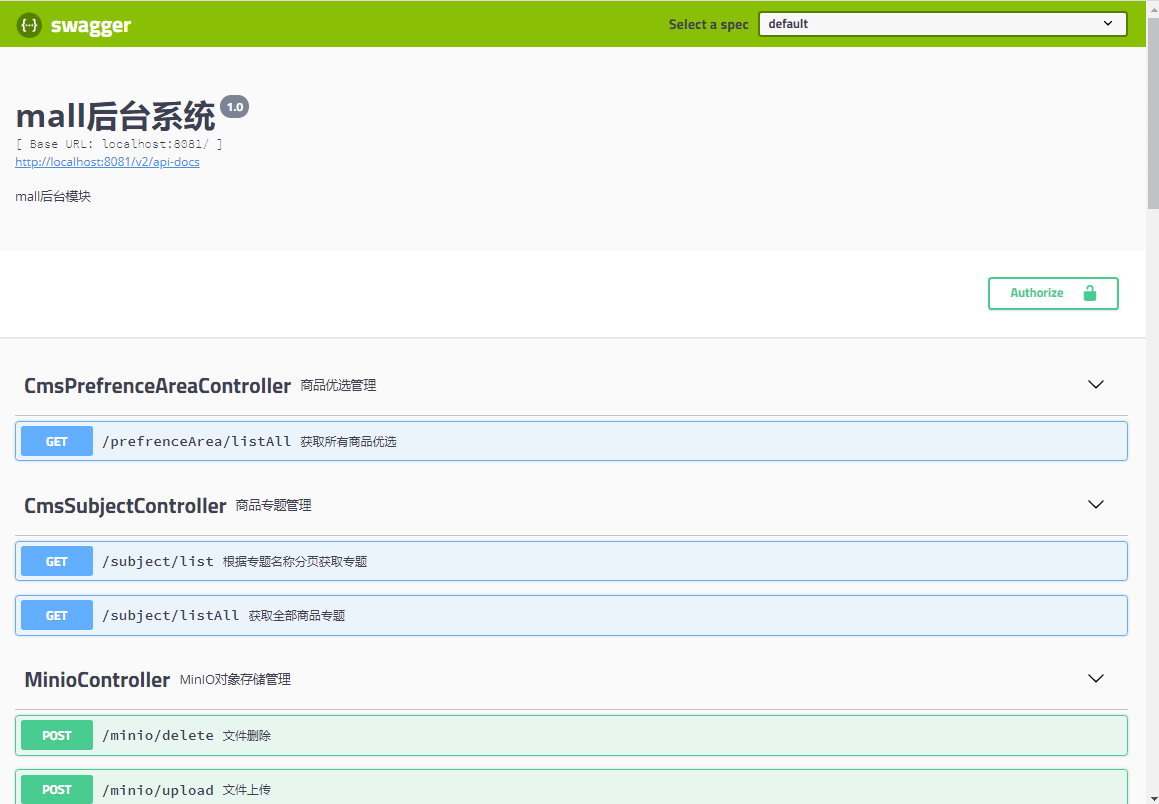 swagger
Select a spec default
mall后台系统 1.0
[ Base URL: localhost:8081/ ]
http://localhost:8081/v2/api-docs
mall后台模块
Authorize
CmsPrefrenceAreaController 商品优选管理
GET /prefrenceArea/listAll 获取所有商品优选
CmsSubjectController 商品专题管理
GET /subject/list 根据专题名称分页获取专题
GET /subject/listAll 获取全部商品专题
MinioController MinIO对象存储管理
POST /minio/delete 文件删除
POST /minio/upload 文件上传